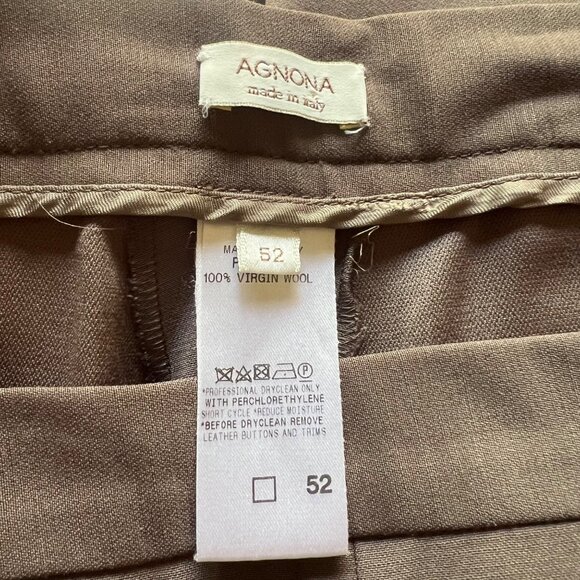 AGNONA
made in italy
52
MA
100% VIRGIN WOOL
P
*PROFESSIONAL DRYCLEAN ONLY
WITH PERCHLORETHYLENE
SHORT CYCLE *REDUCE MOISTURE
*BEFORE DRYCLEAN REMOVE
LEATHER BUTTONS AND TRIMS
52